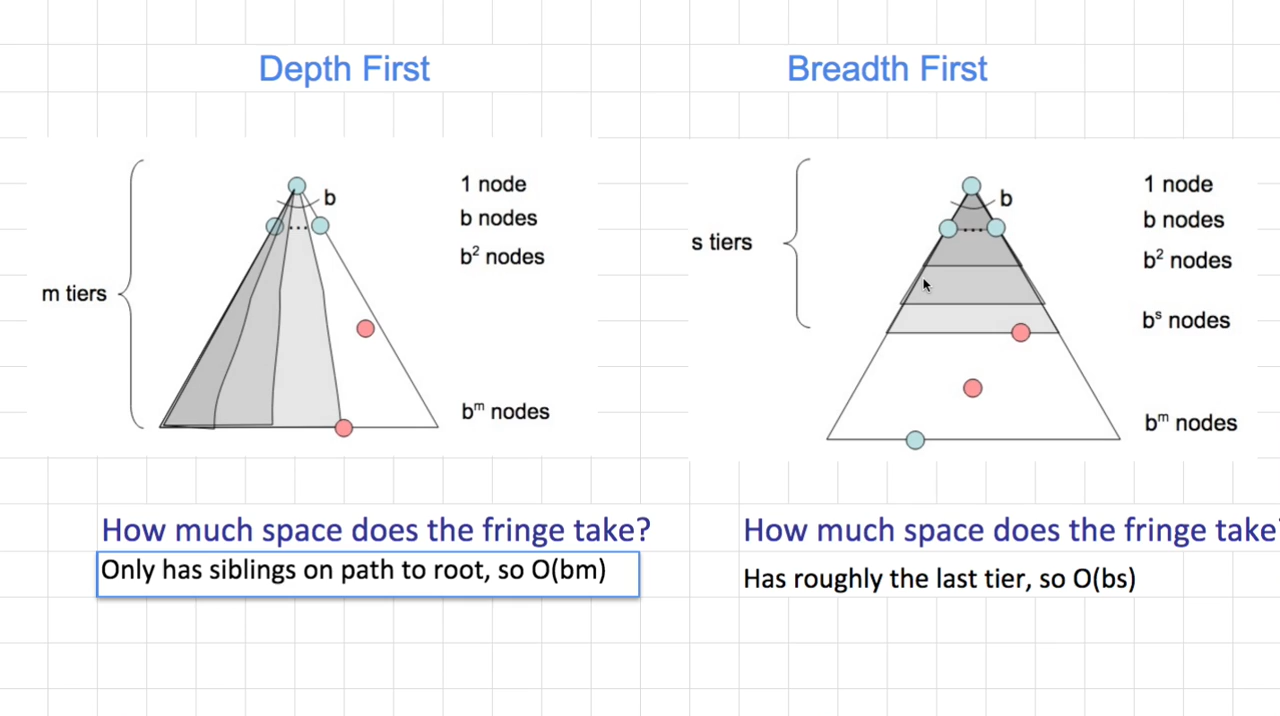 Depth First
m tiers
b
...
1 node
b nodes
b² nodes
bᵐ nodes
How much space does the fringe take?
Only has siblings on path to root, so O(bm)
Breadth First
s tiers
b
....
1 node
b nodes
b² nodes
bˢ nodes
bᵐ nodes
How much space does the fringe take?
Has roughly the last tier, so O(bs)